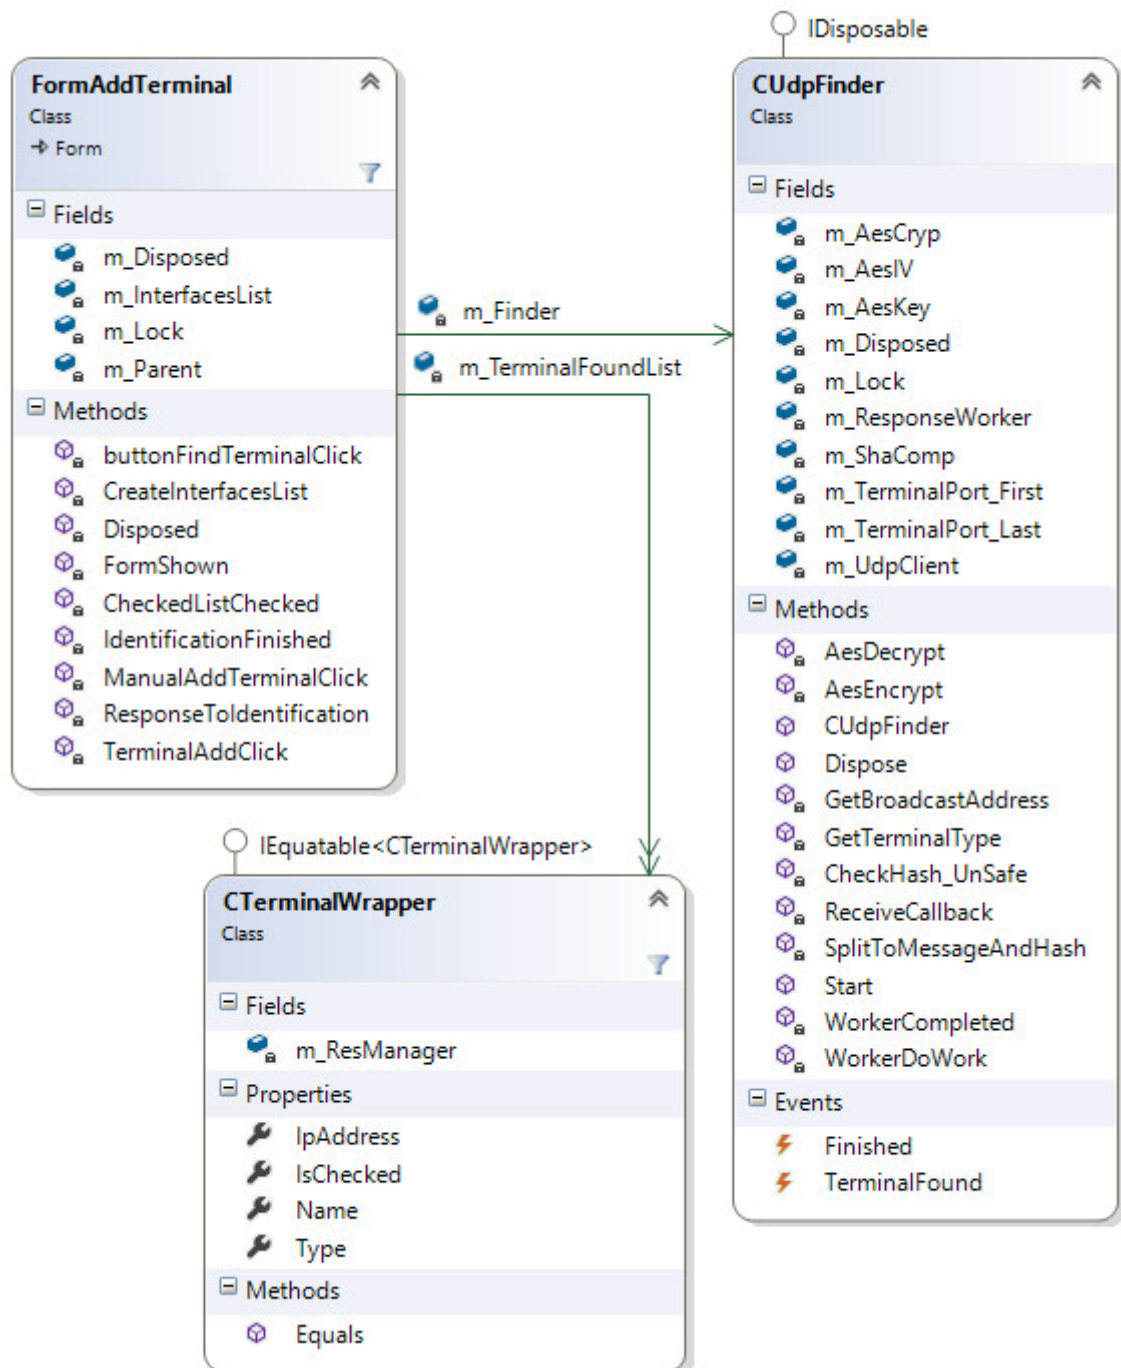 FormAddTerminal
Class
Form
Fields
m_Disposed
m_InterfacesList
m_Lock
m_Parent
Methods
buttonFindTerminalClick
CreateInterfacesList
Disposed
FormShown
CheckedListChecked
IdentificationFinished
ManualAddTerminalClick
ResponseToIdentification
TerminalAddClick
m_Finder
m_TerminalFoundList
IDisposable
CUdpFinder
Class
Fields
m_AesCryp
m_AesIV
m_AesKey
m_Disposed
m_Lock
m_ResponseWorker
m_ShaComp
m_TerminalPort_First
m_TerminalPort_Last
m_UdpClient
Methods
AesDecrypt
AesEncrypt
CUdpFinder
Dispose
GetBroadcastAddress
GetTerminalType
CheckHash_UnSafe
ReceiveCallback
SplitToMessageAndHash
Start
WorkerCompleted
WorkerDoWork
Events
Finished
TerminalFound
IEquatable<CTerminalWrapper>
CTerminalWrapper
Class
Fields
m_ResManager
Properties
IpAddress
IsChecked
Name
Type
Methods
Equals